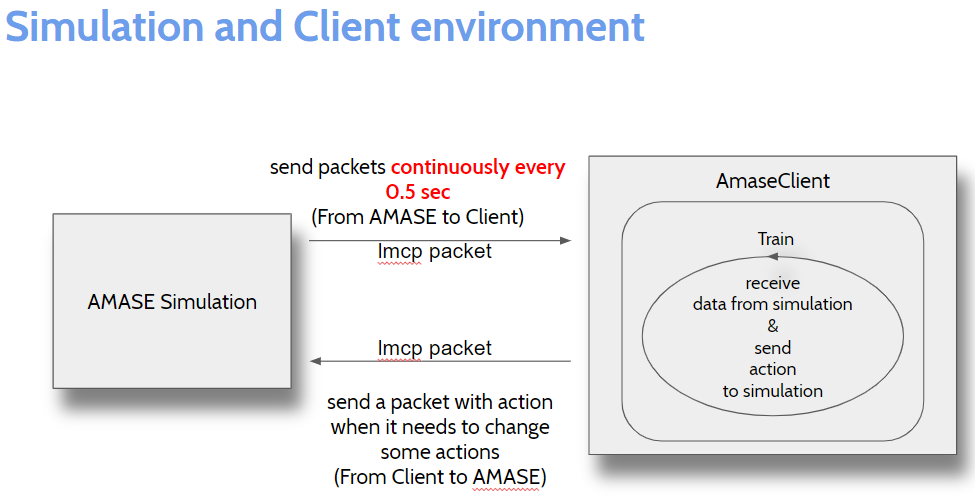 Simulation and Client environment
send packets continuously every
0.5 sec
(From AMASE to Client)
lmcp packet
AMASE Simulation
lmcp packet
send a packet with action
when it needs to change
some actions
(From Client to AMASE)
AmaseClient
Train
receive
data from simulation
&
send
action
to simulation